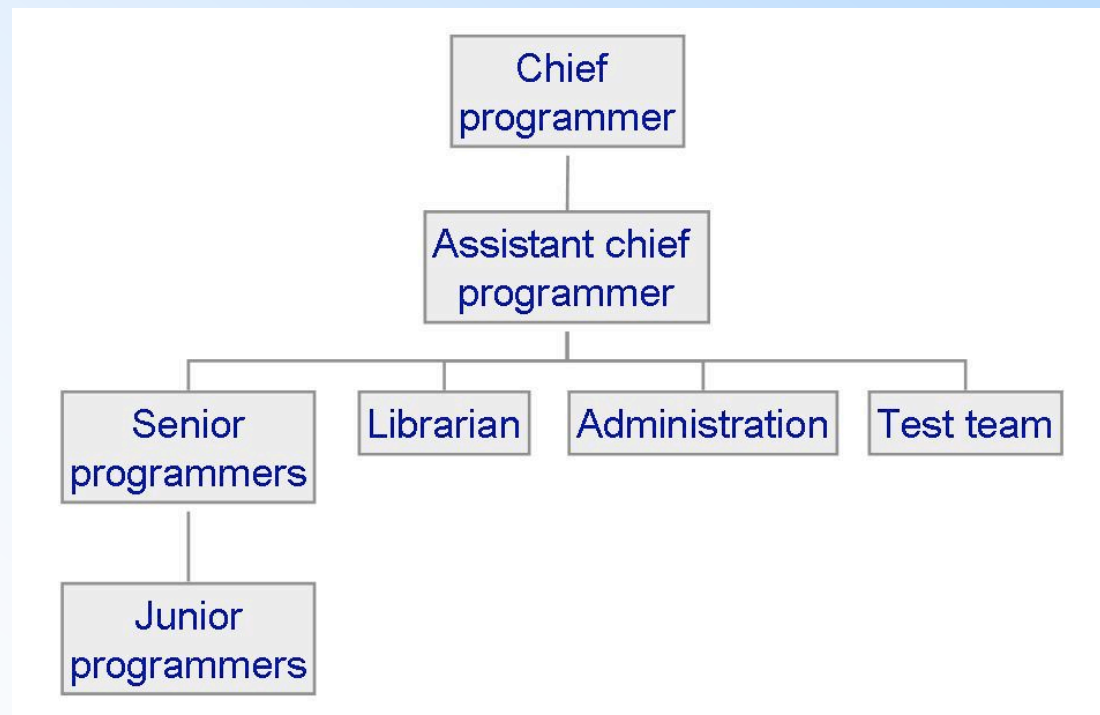 Chief
programmer
Assistant chief
programmer
Senior
programmers
Librarian
Administration
Test team
Junior
programmers